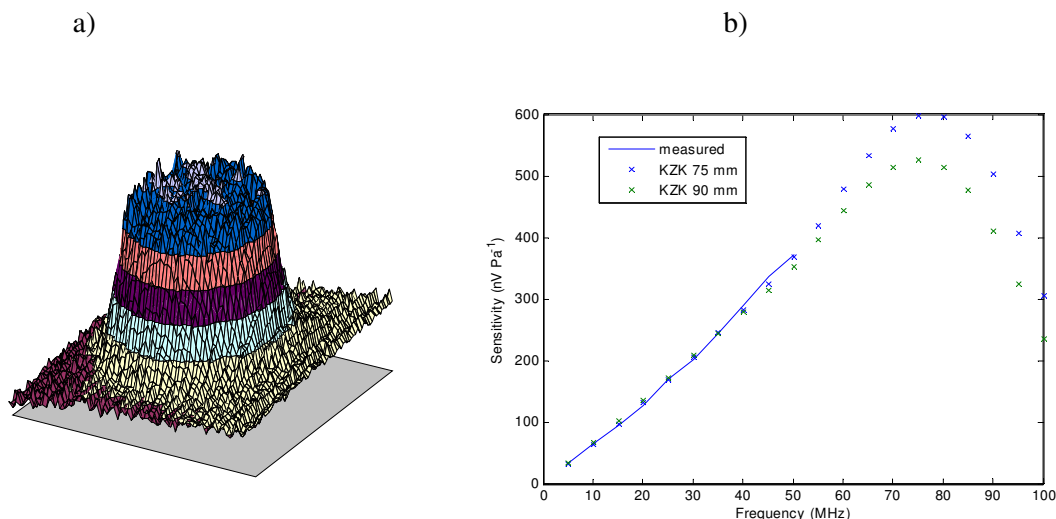 a)
b)
600
500
400
300
200
100
0
Sensitivity (nV Pa⁻¹)
measured
KZK 75 mm
KZK 90 mm
0 10 20 30 40 50 60 70 80 90 100
Frequency (MHz)